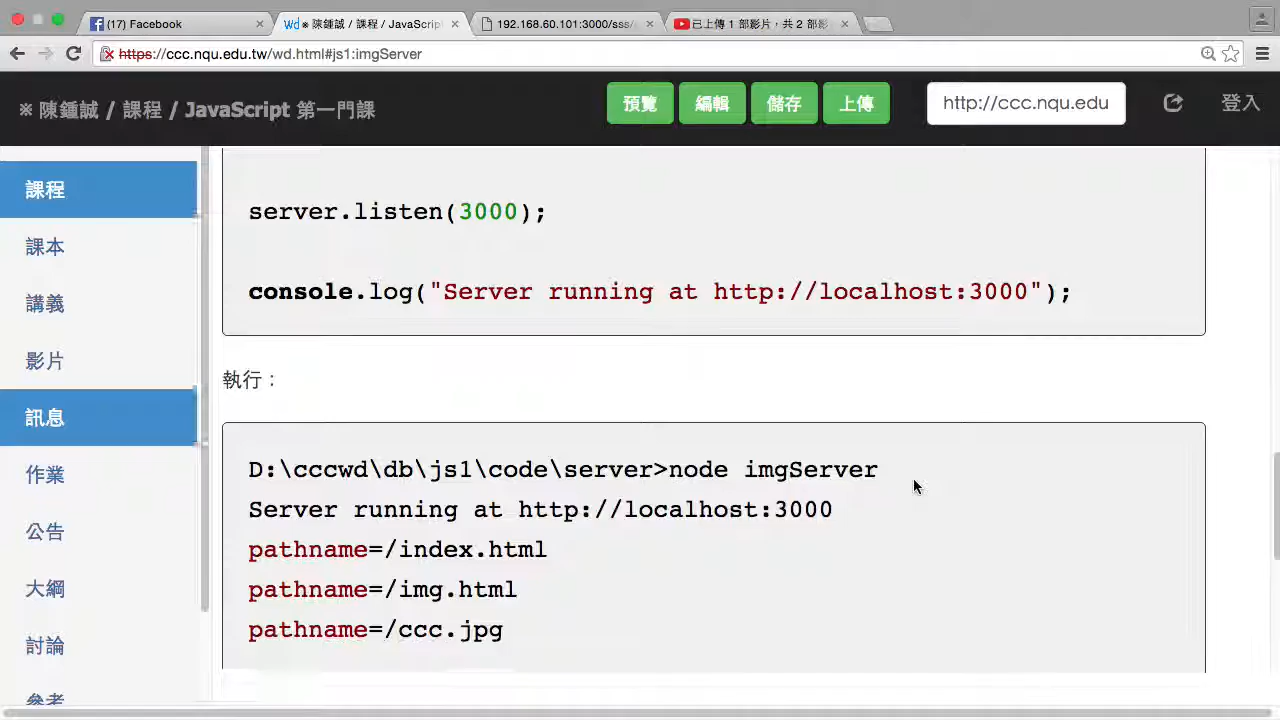 (17) Facebook
Wd ※ 陳鍾誠 / 課程 / JavaScrip
192.168.60.101:3000/sss/
已上傳 1 部影片，共 2 部影
https://ccc.nqu.edu.tw/wd.html#js1:imgServer
※ 陳鍾誠 / 課程 / JavaScript 第一門課
預覽
編輯
儲存
上傳
http://ccc.nqu.edu
登入
課程
課本
講義
影片
訊息
作業
公告
大綱
討論
參考
server.listen(3000);
console.log("Server running at http://localhost:3000");
執行：
D:\cccwd\db\js1\code\server>node imgServer
Server running at http://localhost:3000
pathname=/index.html
pathname=/img.html
pathname=/ccc.jpg